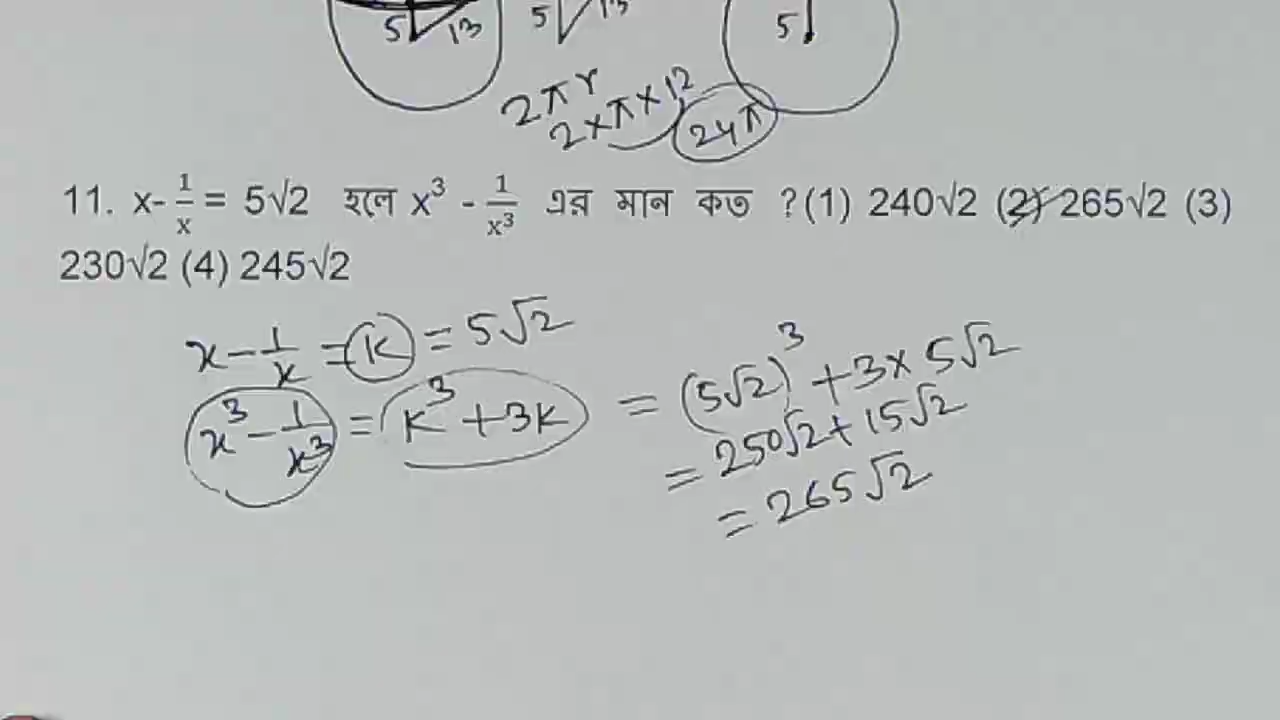 5 13 5 13 5
2πr
2×π×12
24π
11. x- 1/x = 5√2 হলে x³ - 1/x³ এর মান কত ?(1) 240√2 (2) 265√2 (3)
230√2 (4) 245√2
x - 1/x = K = 5√2
x³ - 1/x³ = K³ + 3K = (5√2)³ + 3× 5√2
= 250√2 + 15√2
= 265√2